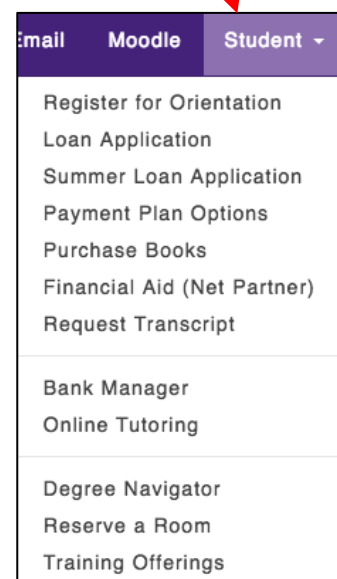 Email Moodle Student
Register for Orientation
Loan Application
Summer Loan Application
Payment Plan Options
Purchase Books
Financial Aid (Net Partner)
Request Transcript
Bank Manager
Online Tutoring
Degree Navigator
Reserve a Room
Training Offerings